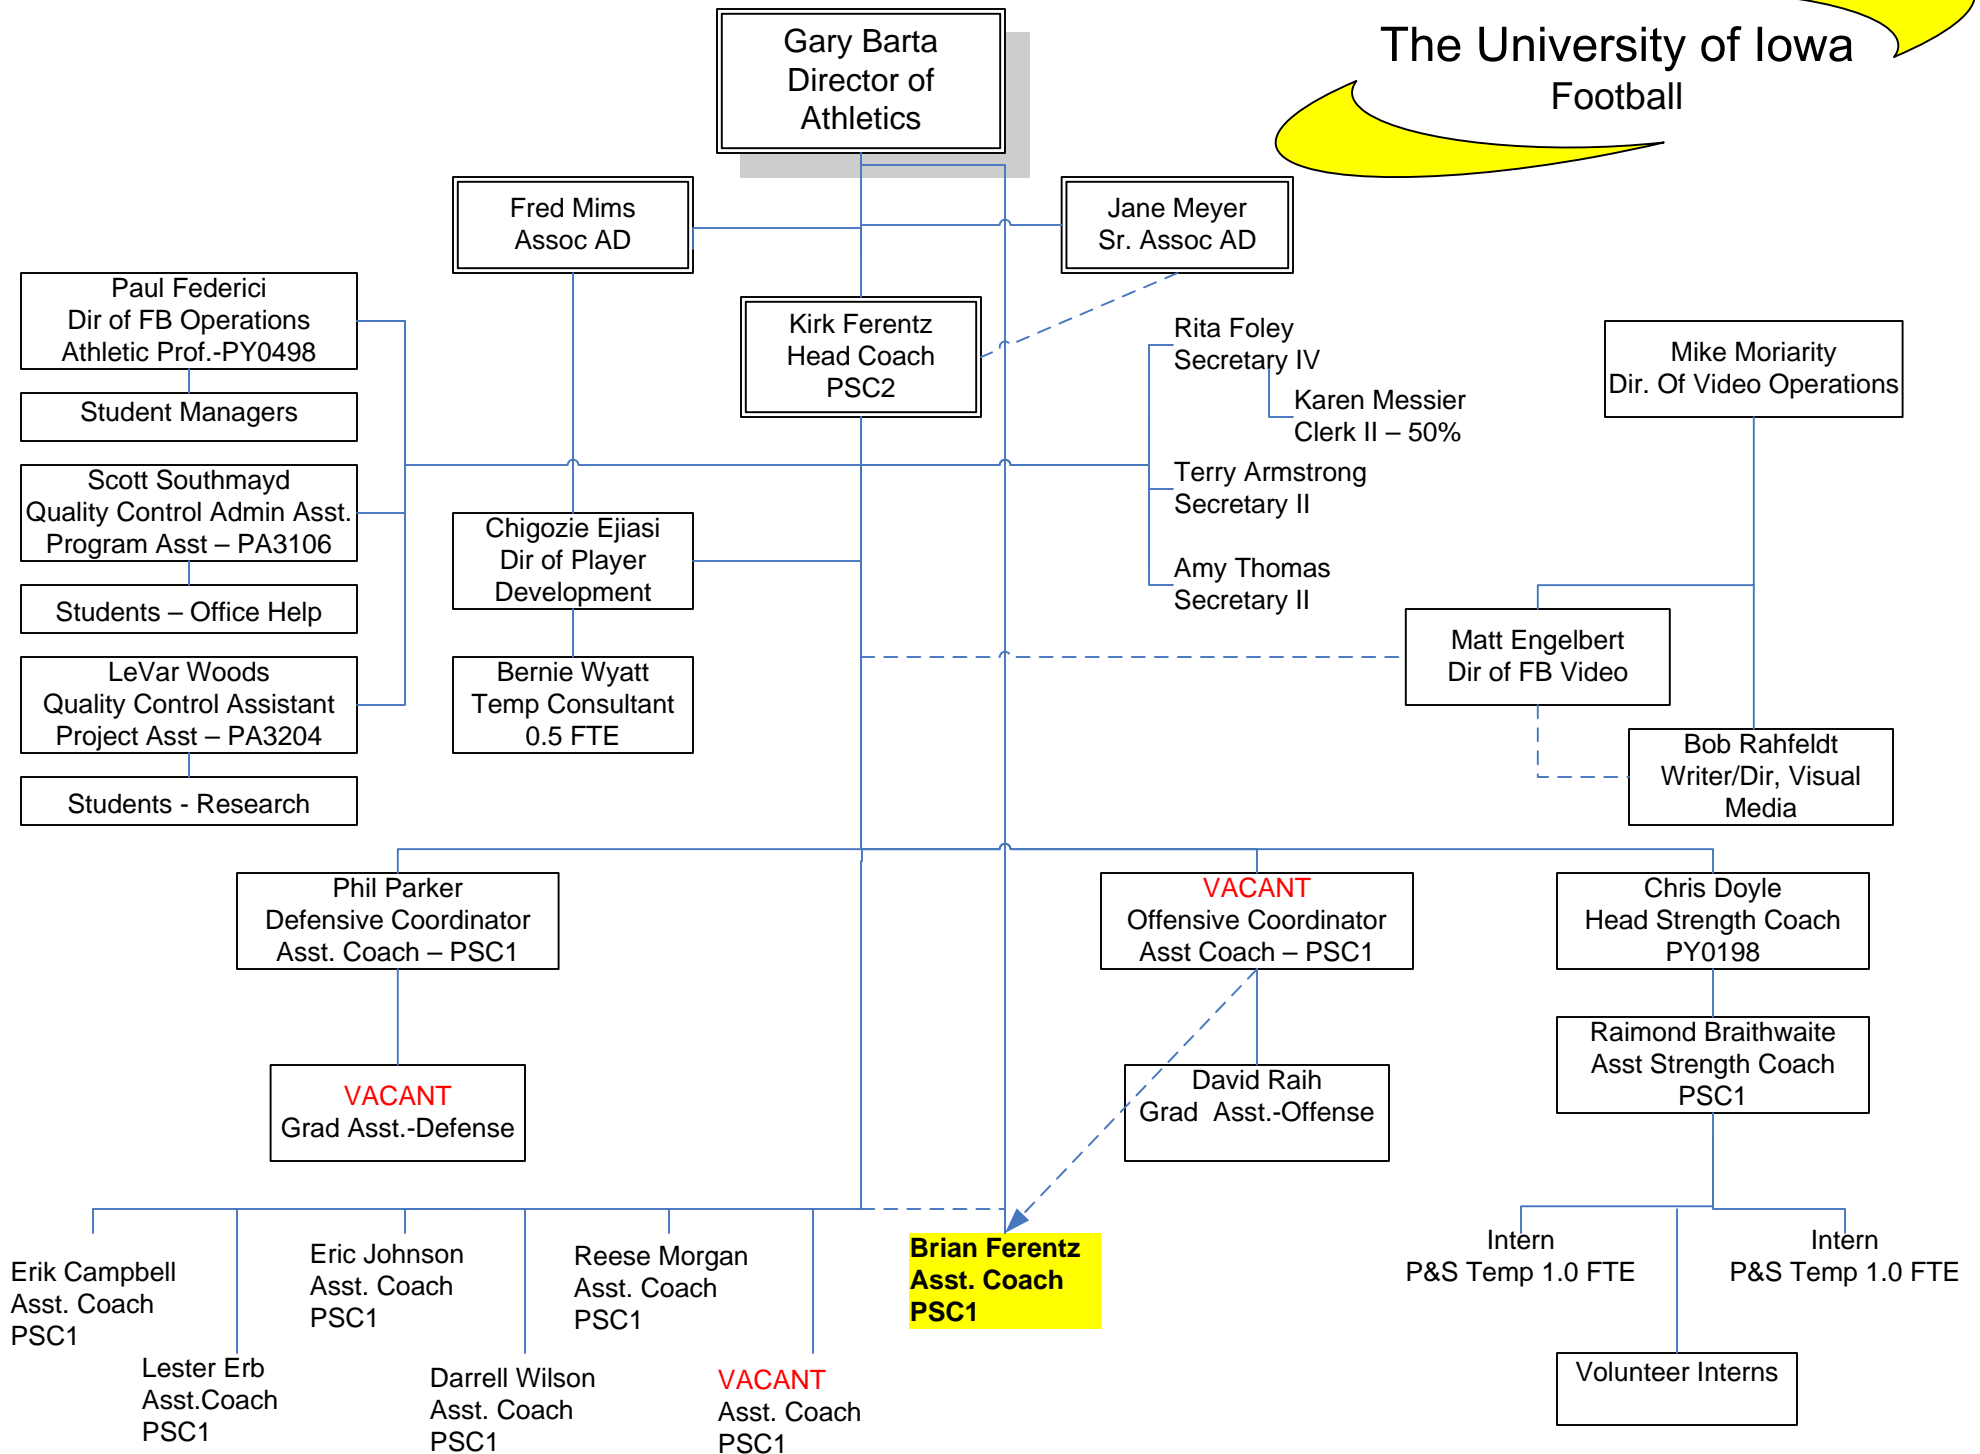 Gary Barta
Director of
Athletics
The University of Iowa
Football
Fred Mims
Assoc AD
Jane Meyer
Sr. Assoc AD
Paul Federici
Dir of FB Operations
Athletic Prof.-PY0498
Student Managers
Kirk Ferentz
Head Coach
PSC2
Rita Foley
Secretary IV
Karen Messier
Clerk II – 50%
Terry Armstrong
Secretary II
Amy Thomas
Secretary II
Mike Moriarity
Dir. Of Video Operations
Scott Southmayd
Quality Control Admin Asst.
Program Asst – PA3106
Students – Office Help
Chigozie Ejiasi
Dir of Player
Development
LeVar Woods
Quality Control Assistant
Project Asst – PA3204
Students - Research
Bernie Wyatt
Temp Consultant
0.5 FTE
Matt Engelbert
Dir of FB Video
Bob Rahfeldt
Writer/Dir, Visual
Media
Phil Parker
Defensive Coordinator
Asst. Coach – PSC1
VACANT
Offensive Coordinator
Asst Coach – PSC1
Chris Doyle
Head Strength Coach
PY0198
VACANT
Grad Asst.-Defense
David Raih
Grad  Asst.-Offense
Raimond Braithwaite
Asst Strength Coach
PSC1
Erik Campbell
Asst. Coach
PSC1
Lester Erb
Asst.Coach
PSC1
Eric Johnson
Asst. Coach
PSC1
Darrell Wilson
Asst. Coach
PSC1
Reese Morgan
Asst. Coach
PSC1
VACANT
Asst. Coach
PSC1
Brian Ferentz
Asst. Coach
PSC1
Intern
P&S Temp 1.0 FTE
Intern
P&S Temp 1.0 FTE
Volunteer Interns